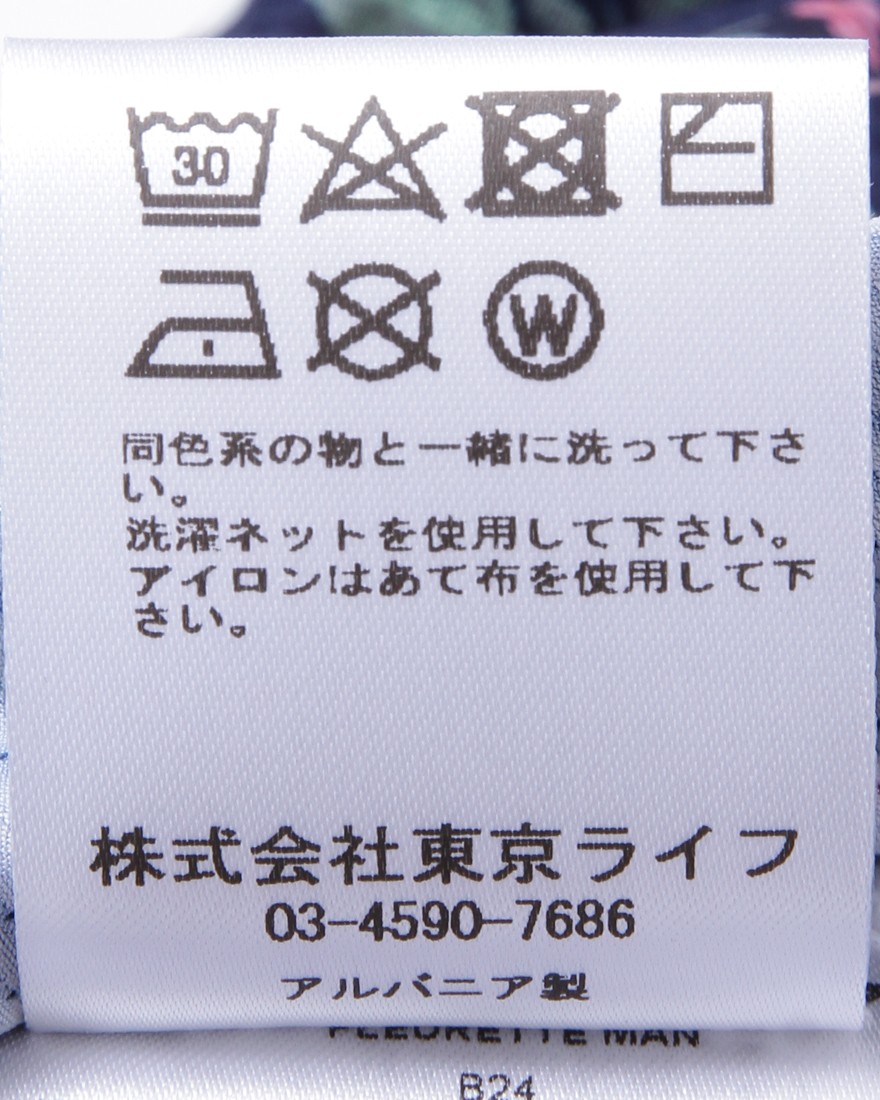 30
W
同色系の物と一緒に洗って下さ
い。
洗濯ネットを使用して下さい。
アイロンはあて布を使用して下
さい。
株式会社東京ライフ
03-4590-7686
アルバニア製
FLEURETTE MAN
B24